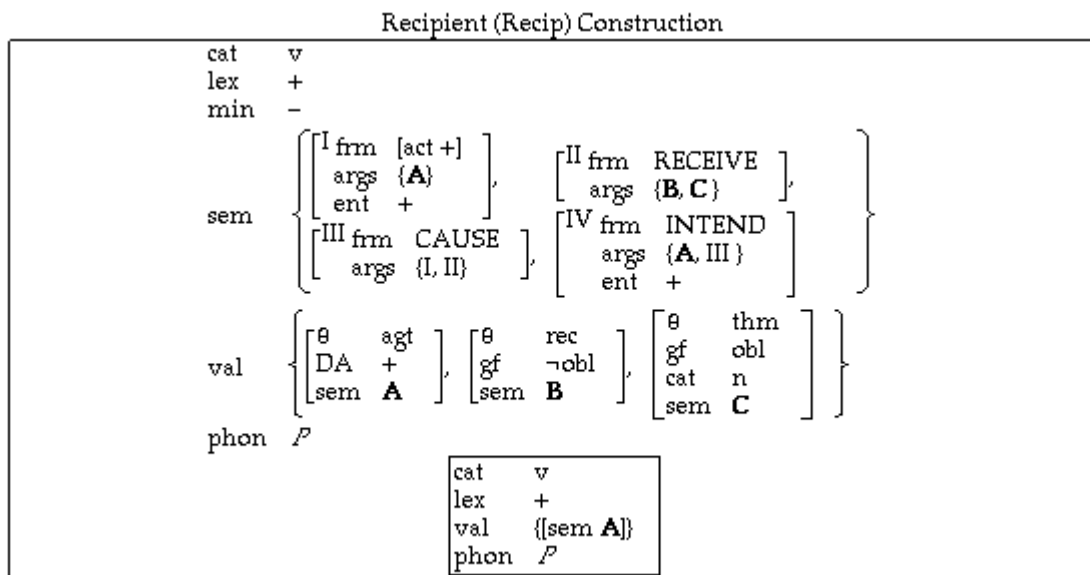 Recipient (Recip) Construction
cat v
lex +
min –
sem { [I frm [act +] [II frm RECEIVE
args {A} args {B, C} ],
ent + ],
[III frm CAUSE [IV frm INTEND
args {I, II} ], args {A, III}
ent + ] }
val { [θ agt [θ rec [θ thm
DA + gf ¬obl gf obl
sem A ], sem B ], cat n
sem C ] }
phon P
cat v
lex +
val {[sem A]}
phon P